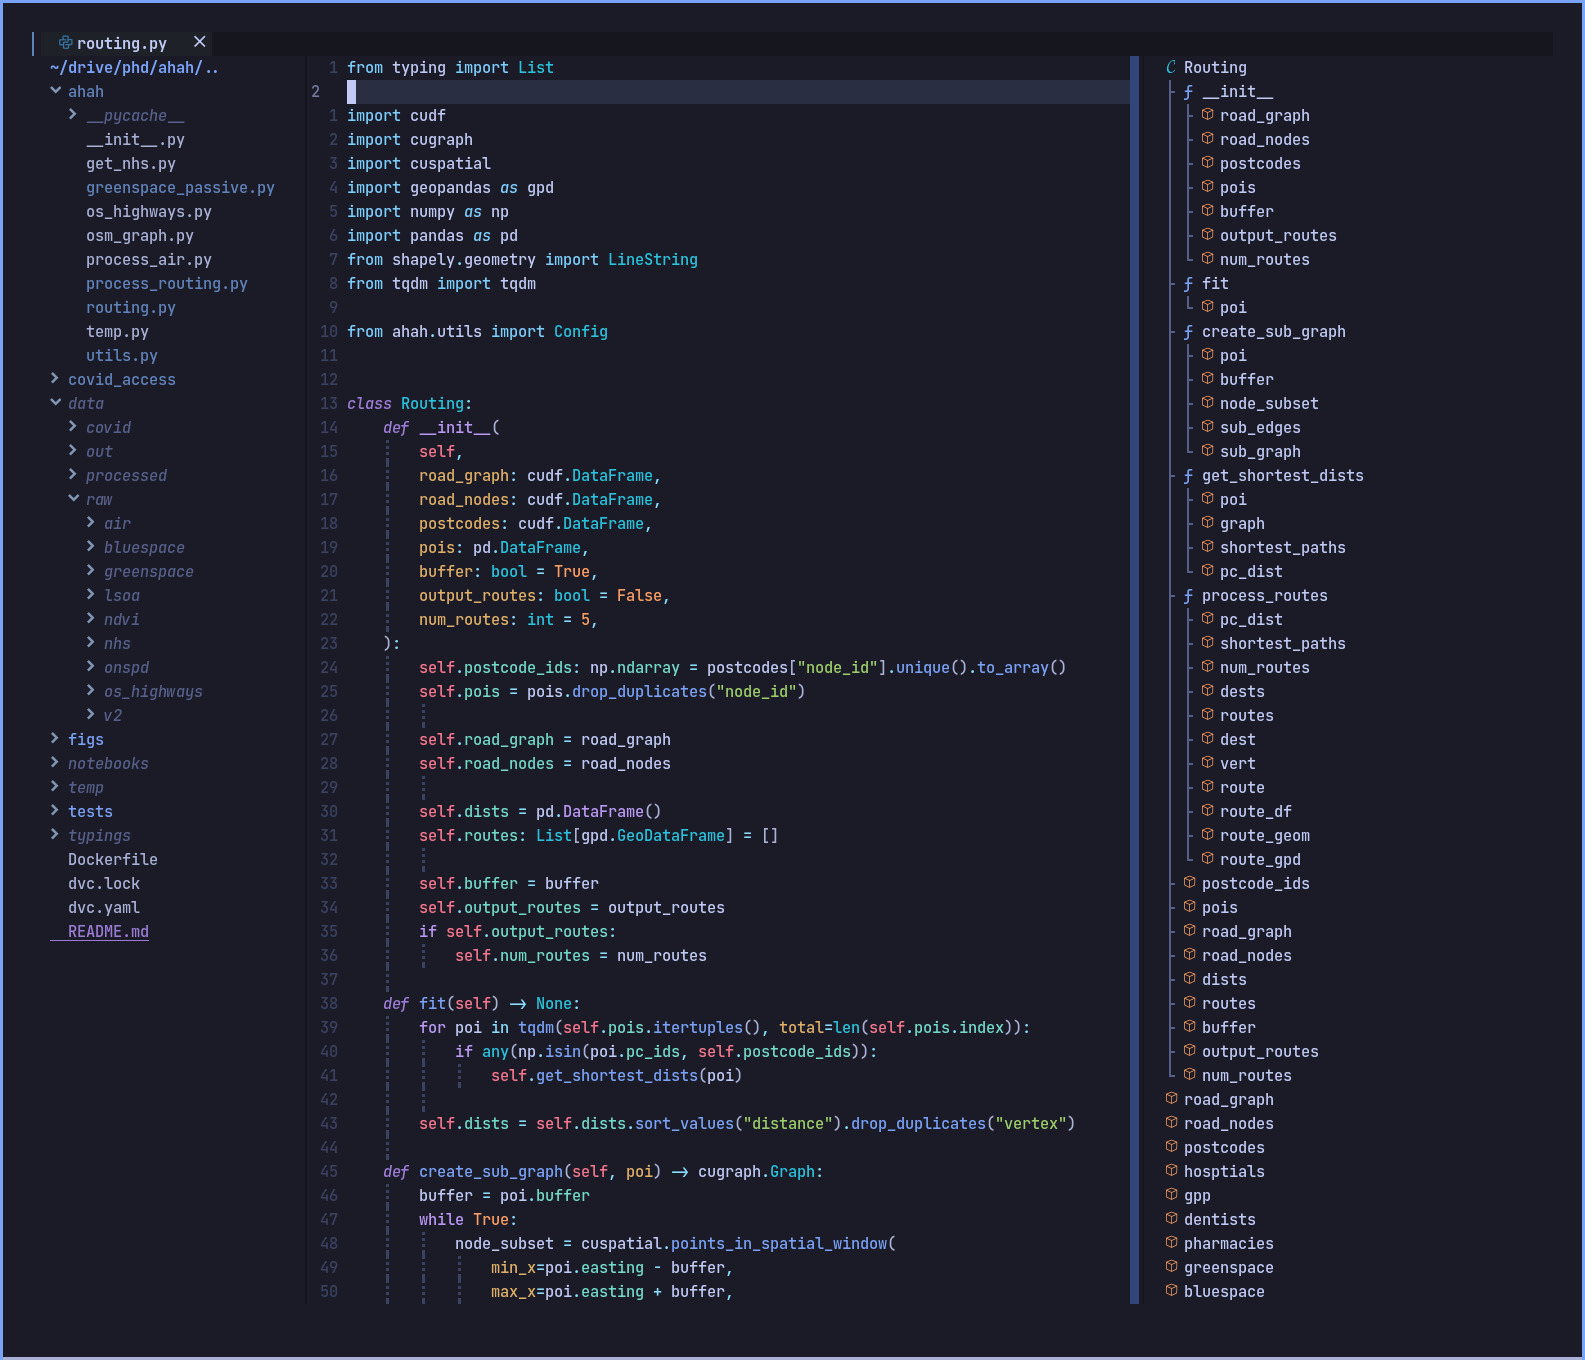 routing.py ×
~/drive/phd/ahah/..
ahah
__pycache__
__init__.py
get_nhs.py
greenspace_passive.py
os_highways.py
osm_graph.py
process_air.py
process_routing.py
routing.py
temp.py
utils.py
covid_access
data
covid
out
processed
raw
air
bluespace
greenspace
lsoa
ndvi
nhs
onspd
os_highways
v2
figs
notebooks
temp
tests
typings
Dockerfile
dvc.lock
dvc.yaml
README.md
1 from typing import List
2
1 import cudf
2 import cugraph
3 import cuspatial
4 import geopandas as gpd
5 import numpy as np
6 import pandas as pd
7 from shapely.geometry import LineString
8 from tqdm import tqdm
9
10 from ahah.utils import Config
11
12
13 class Routing:
14     def __init__(
15         self,
16         road_graph: cudf.DataFrame,
17         road_nodes: cudf.DataFrame,
18         postcodes: cudf.DataFrame,
19         pois: pd.DataFrame,
20         buffer: bool = True,
21         output_routes: bool = False,
22         num_routes: int = 5,
23     ):
24         self.postcode_ids: np.ndarray = postcodes["node_id"].unique().to_array()
25         self.pois = pois.drop_duplicates("node_id")
26
27         self.road_graph = road_graph
28         self.road_nodes = road_nodes
29
30         self.dists = pd.DataFrame()
31         self.routes: List[gpd.GeoDataFrame] = []
32
33         self.buffer = buffer
34         self.output_routes = output_routes
35         if self.output_routes:
36             self.num_routes = num_routes
37
38     def fit(self) -> None:
39         for poi in tqdm(self.pois.itertuples(), total=len(self.pois.index)):
40             if any(np.isin(poi.pc_ids, self.postcode_ids)):
41                 self.get_shortest_dists(poi)
42
43         self.dists = self.dists.sort_values("distance").drop_duplicates("vertex")
44
45     def create_sub_graph(self, poi) -> cugraph.Graph:
46         buffer = poi.buffer
47         while True:
48             node_subset = cuspatial.points_in_spatial_window(
49                 min_x=poi.easting - buffer,
50                 max_x=poi.easting + buffer,
Routing
__init__
road_graph
road_nodes
postcodes
pois
buffer
output_routes
num_routes
fit
poi
create_sub_graph
poi
buffer
node_subset
sub_edges
sub_graph
get_shortest_dists
poi
graph
shortest_paths
pc_dist
process_routes
pc_dist
shortest_paths
num_routes
dests
routes
dest
vert
route
route_df
route_geom
route_gpd
postcode_ids
pois
road_graph
road_nodes
dists
routes
buffer
output_routes
num_routes
road_graph
road_nodes
postcodes
hosptials
gpp
dentists
pharmacies
greenspace
bluespace